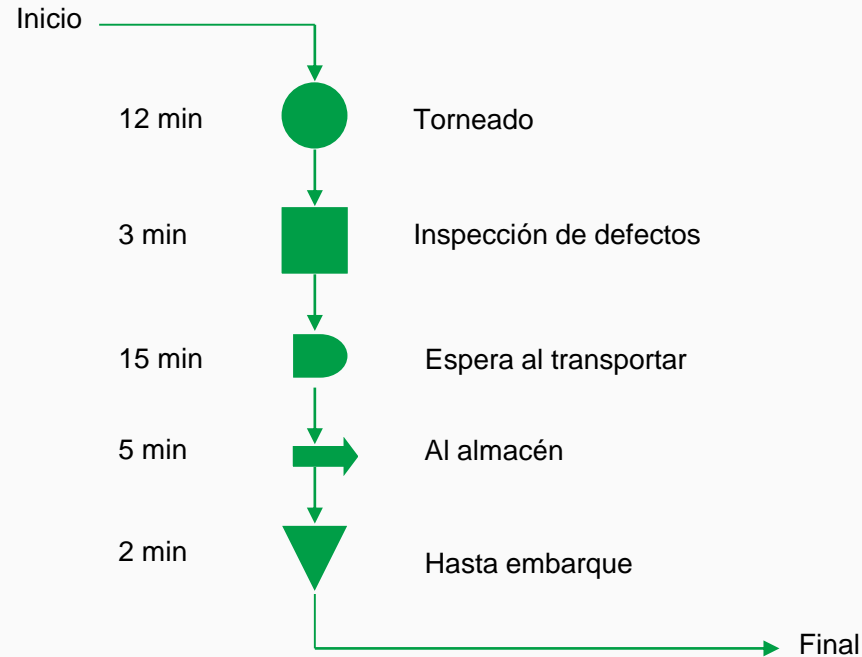 Inicio
12 min
Torneado
3 min
Inspección de defectos
15 min
Espera al transportar
5 min
Al almacén
2 min
Hasta embarque
Final